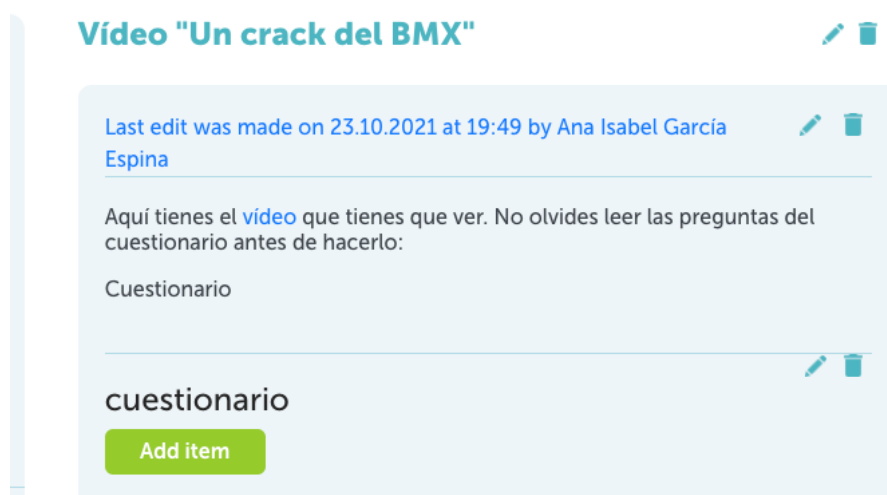 Vídeo "Un crack del BMX"
Last edit was made on 23.10.2021 at 19:49 by Ana Isabel García
Espina
Aquí tienes el vídeo que tienes que ver. No olvides leer las preguntas del
cuestionario antes de hacerlo:
Cuestionario
cuestionario
Add item